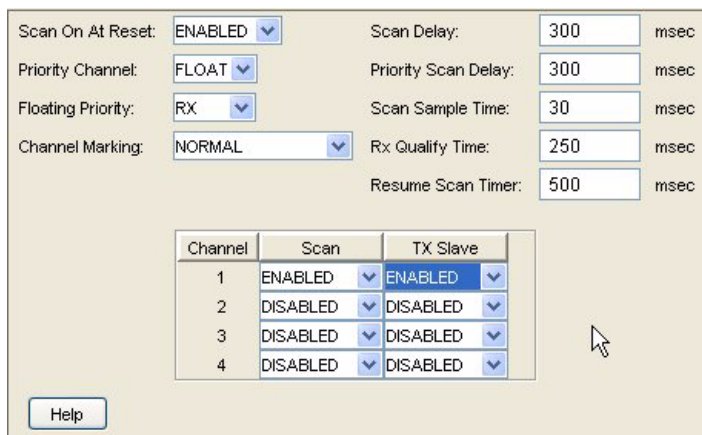 Scan On At Reset: ENABLED Scan Delay: 300 msec
Priority Channel: FLOAT Priority Scan Delay: 300 msec
Floating Priority: RX Scan Sample Time: 30 msec
Channel Marking: NORMAL Rx Qualify Time: 250 msec
Resume Scan Timer: 500 msec
Channel Scan TX Slave
1 ENABLED ENABLED
2 DISABLED DISABLED
3 DISABLED DISABLED
4 DISABLED DISABLED
Help